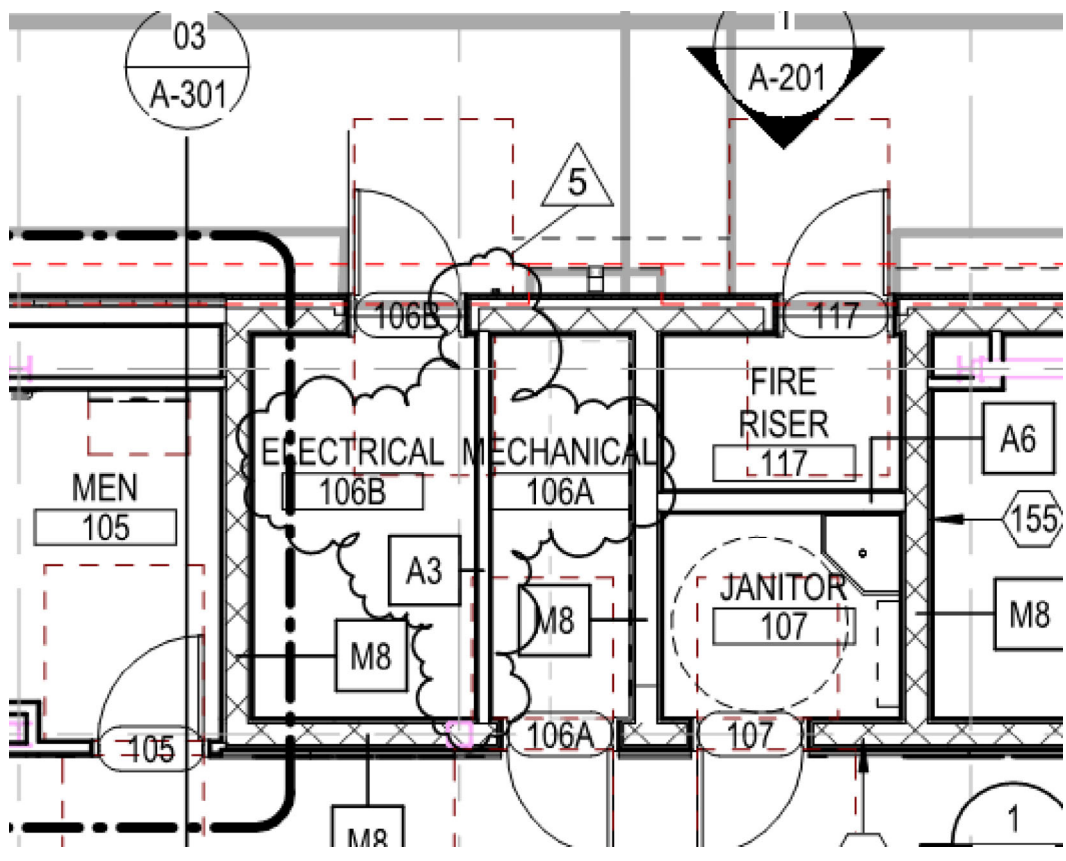 03
A-301
1
A-201
5
106B
117
FIRE
RISER
117
A6
ELECTRICAL
106B
MECHANICAL
106A
MEN
105
155
A3
JANITOR
107
M8
M8
M8
105
106A
107
M8
1